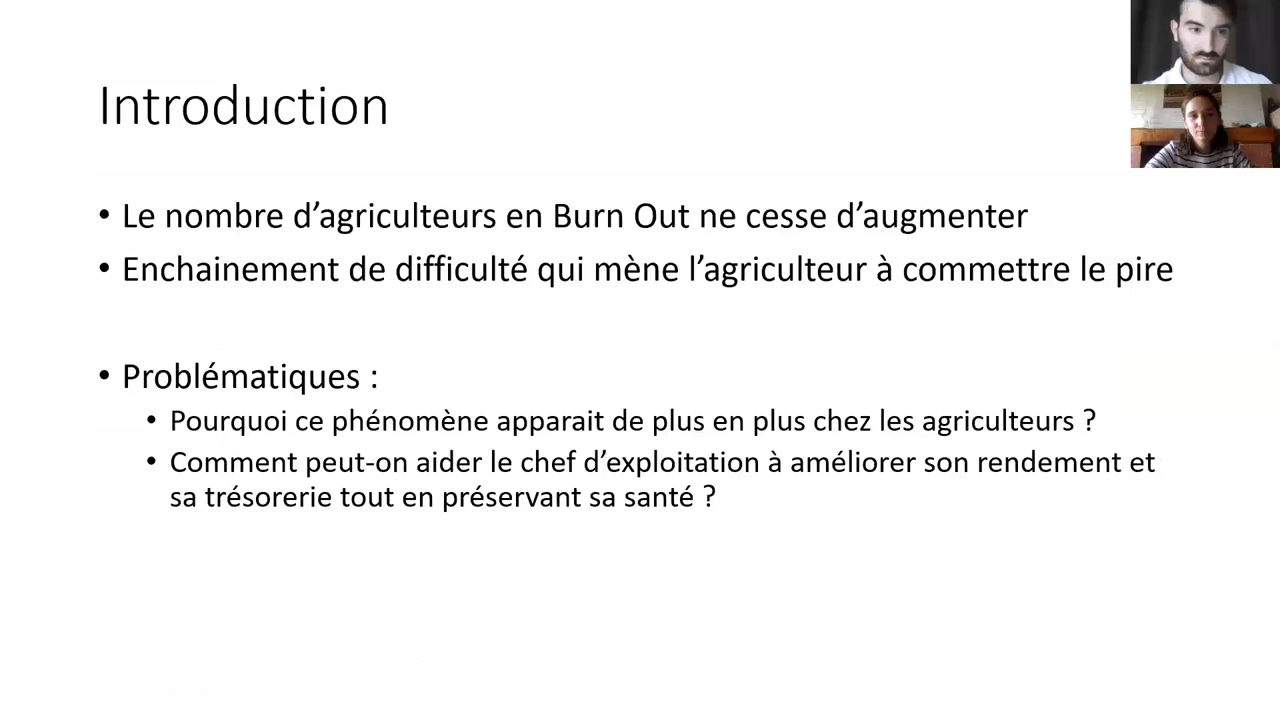 Introduction
• Le nombre d’agriculteurs en Burn Out ne cesse d’augmenter
• Enchainement de difficulté qui mène l’agriculteur à commettre le pire
• Problématiques :
• Pourquoi ce phénomène apparait de plus en plus chez les agriculteurs ?
• Comment peut-on aider le chef d’exploitation à améliorer son rendement et
sa trésorerie tout en préservant sa santé ?